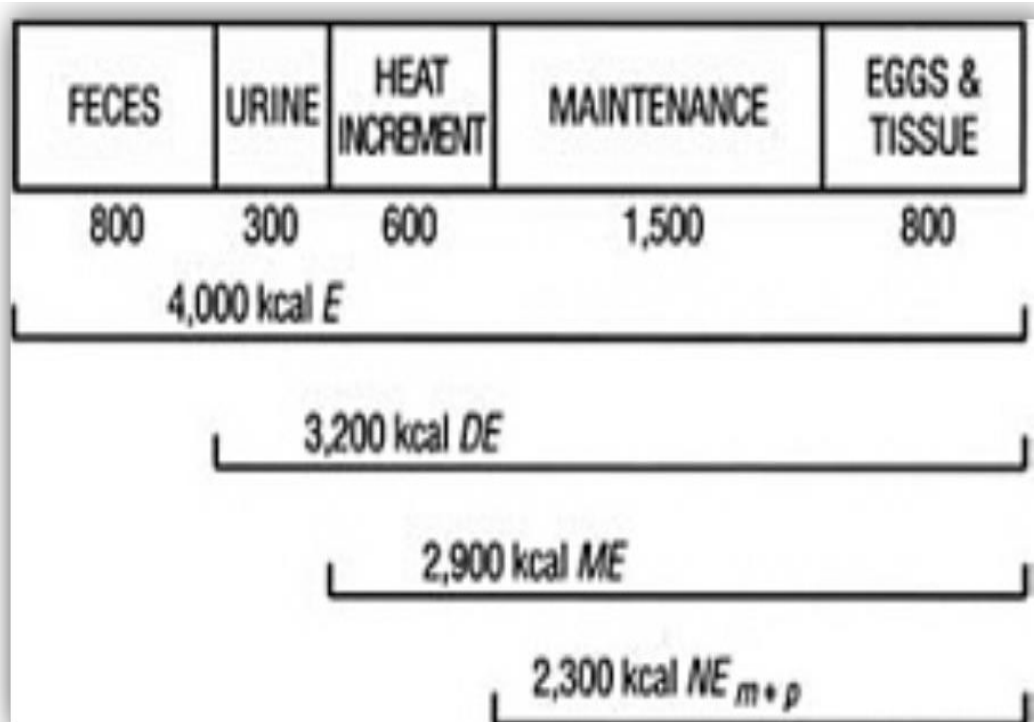 FECES
URINE
HEAT
INCREMENT
MAINTENANCE
EGGS &
TISSUE
800
300
600
1,500
800
4,000 kcal E
3,200 kcal DE
2,900 kcal ME
2,300 kcal NE m + p